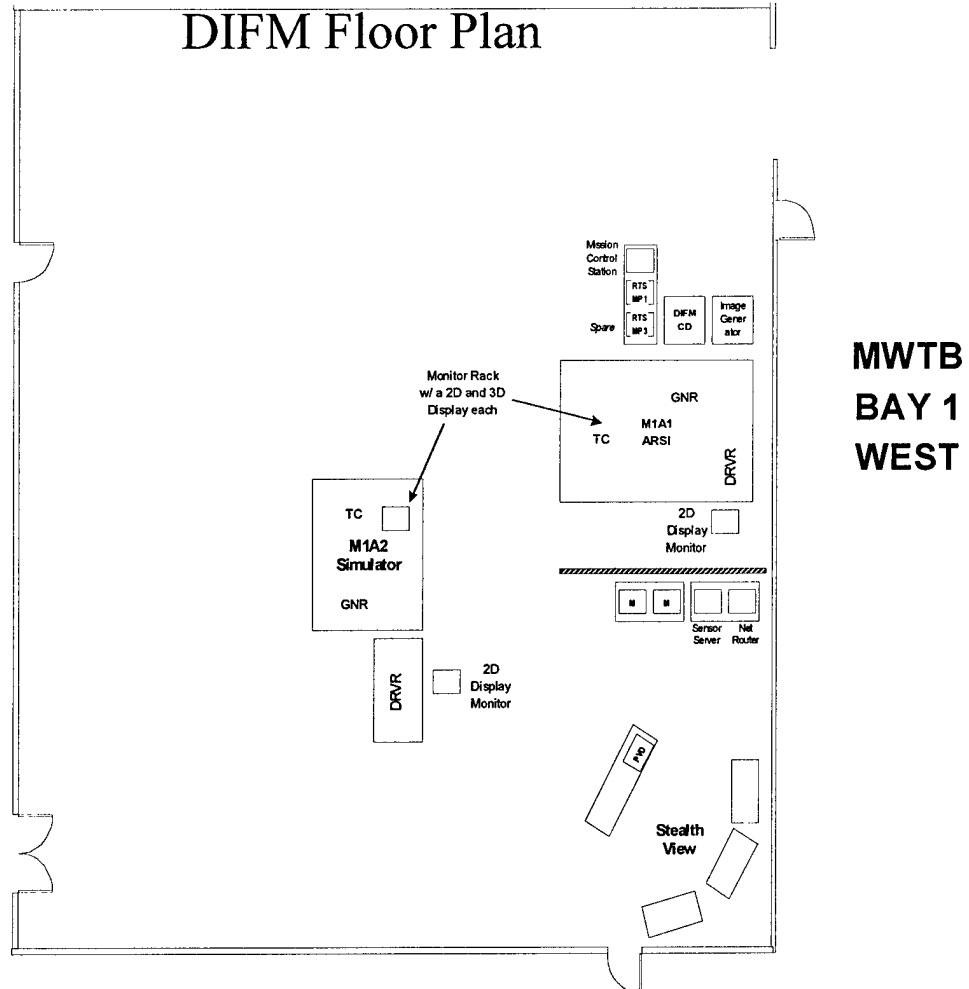 DIFM Floor Plan
Mission
Control
Station
RTS
MP1
Spare
RTS
MP3
DIFM
CD
Image
Gener
ator
MWTB
BAY 1
WEST
Monitor Rack
w/ a 2D and 3D
Display each
GNR
TC
M1A1
ARSI
DRVR
2D
Display
Monitor
TC
M1A2
Simulator
GNR
M
M
Sensor
Server
Net
Router
DRVR
2D
Display
Monitor
PVD
Stealth
View